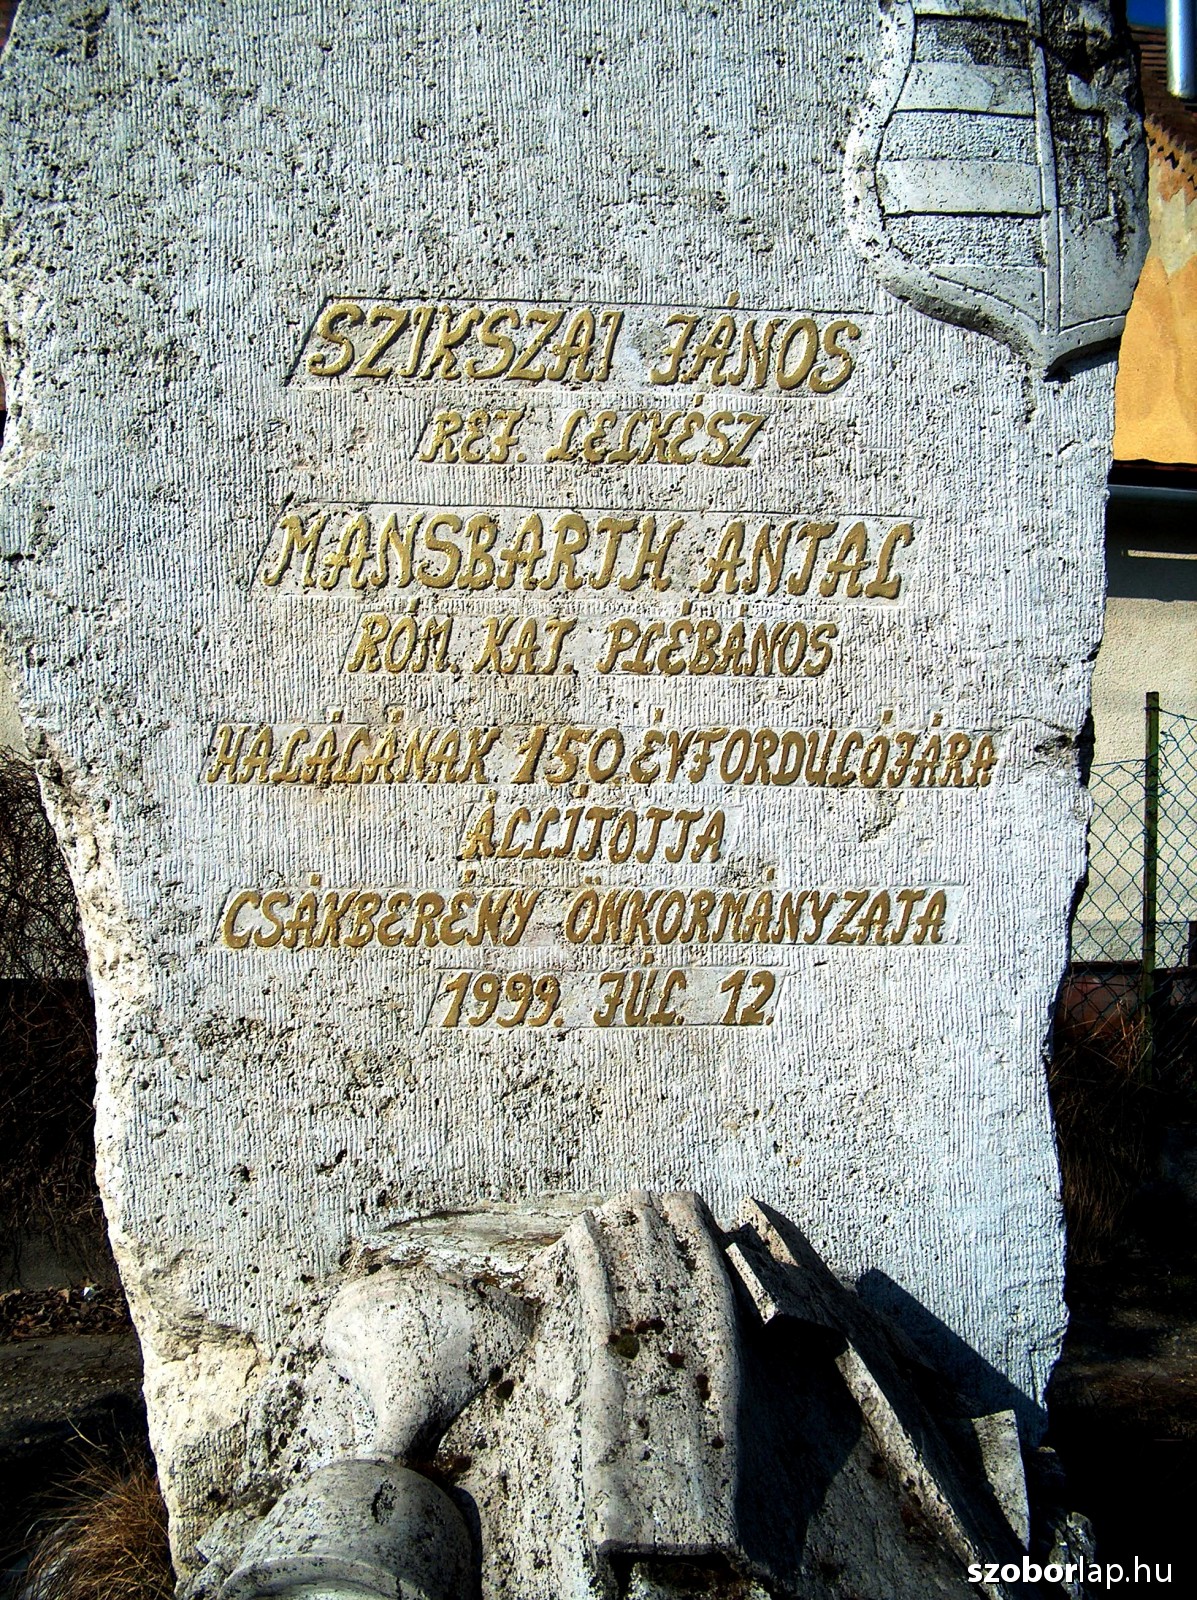 SZIKSZAI JÁNOS
REF. LELKÉSZ
MANSBARTH ANTAL
RÓM. KAT. PLÉBÁNOS
HALÁLÁNAK 150 ÉVFORDULÓJÁRA
ÁLLÍTOTTA
CSÁKBERÉNY ÖNKORMÁNYZATA
1999. JÚL. 12.
szoborlap.hu